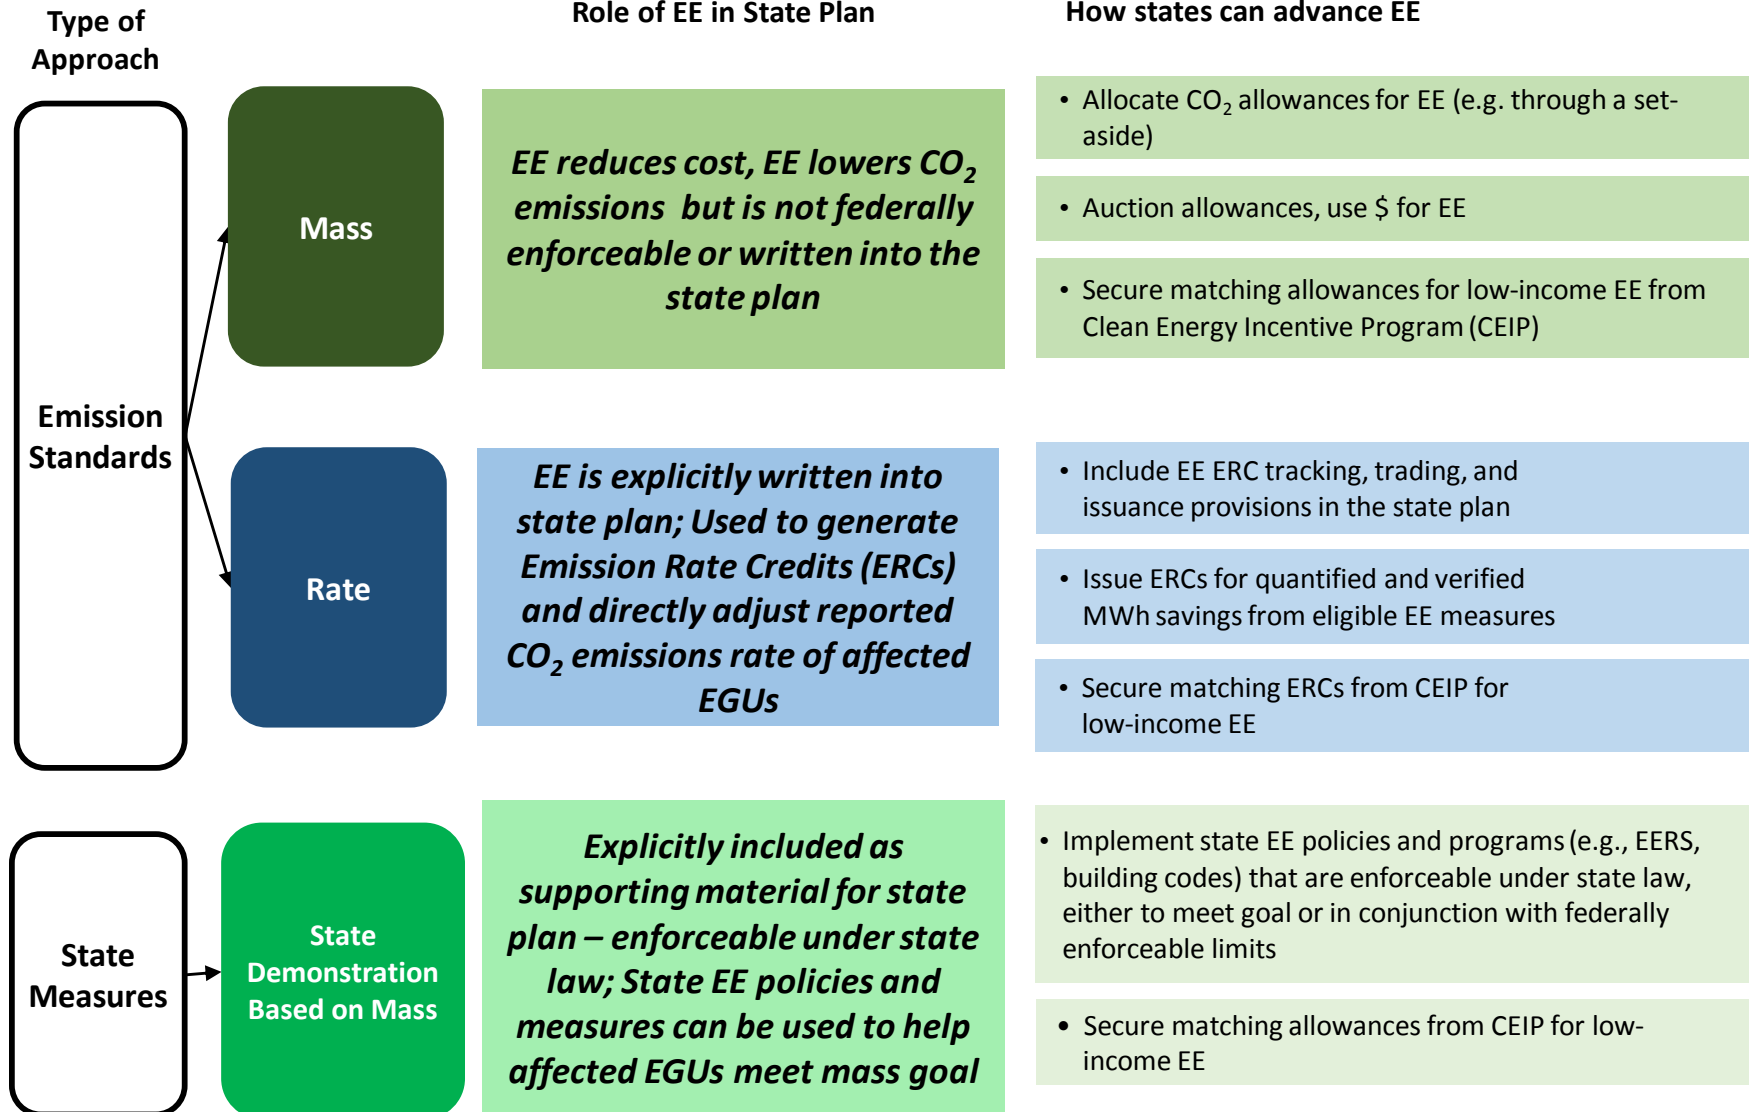 Type of
Approach
Role of EE in State Plan
How states can advance EE
Emission
Standards
Mass
EE reduces cost, EE lowers CO₂
emissions but is not federally
enforceable or written into the
state plan
• Allocate CO₂ allowances for EE (e.g. through a set-
aside)
• Auction allowances, use $ for EE
• Secure matching allowances for low-income EE from
Clean Energy Incentive Program (CEIP)
Rate
EE is explicitly written into
state plan; Used to generate
Emission Rate Credits (ERCs)
and directly adjust reported
CO₂ emissions rate of affected
EGUs
• Include EE ERC tracking, trading, and
issuance provisions in the state plan
• Issue ERCs for quantified and verified
MWh savings from eligible EE measures
• Secure matching ERCs from CEIP for
low-income EE
State
Measures
State
Demonstration
Based on Mass
Explicitly included as
supporting material for state
plan – enforceable under state
law; State EE policies and
measures can be used to help
affected EGUs meet mass goal
• Implement state EE policies and programs (e.g., EERS,
building codes) that are enforceable under state law,
either to meet goal or in conjunction with federally
enforceable limits
• Secure matching allowances from CEIP for low-
income EE